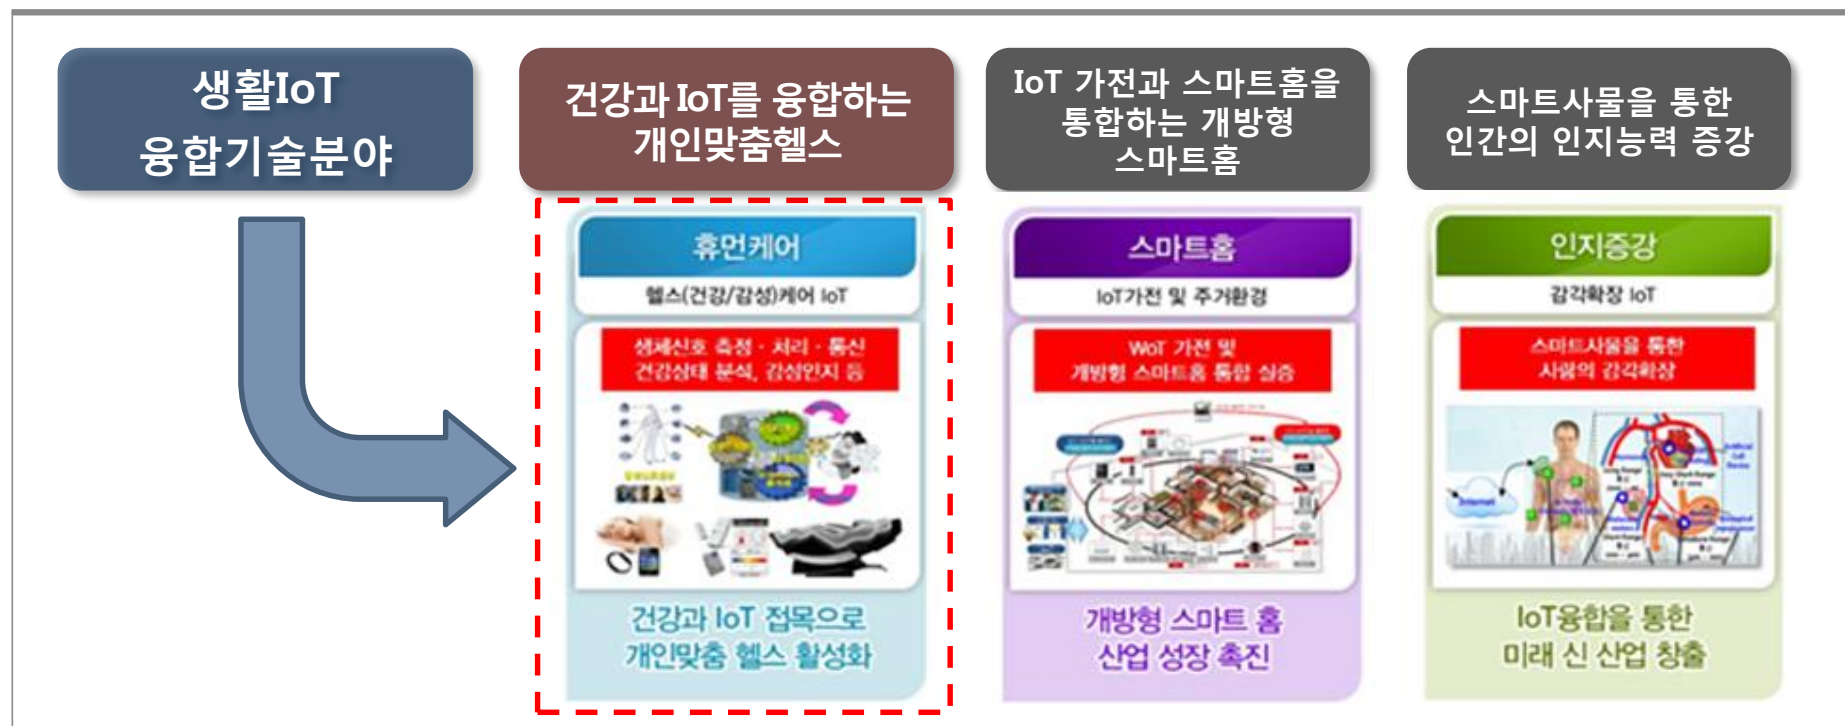 생활IoT
융합기술분야
건강과 IoT를 융합하는
개인맞춤헬스
IoT 가전과 스마트홈을
통합하는 개방형
스마트홈
스마트사물을 통한
인간의 인지능력 증강
휴먼케어
헬스(건강/감성)케어 IoT
생체신호 측정 · 처리 · 통신
건강상태 분석, 감성인지 등
건강과 IoT 접목으로
개인맞춤 헬스 활성화
스마트홈
IoT가전 및 주거환경
WoT 가전 및
개방형 스마트홈 통합 실증
개방형 스마트 홈
산업 성장 촉진
인지증강
감각확장 IoT
스마트사물을 통한
사람의 감각확장
Internet
IoT융합을 통한
미래 신 산업 창출